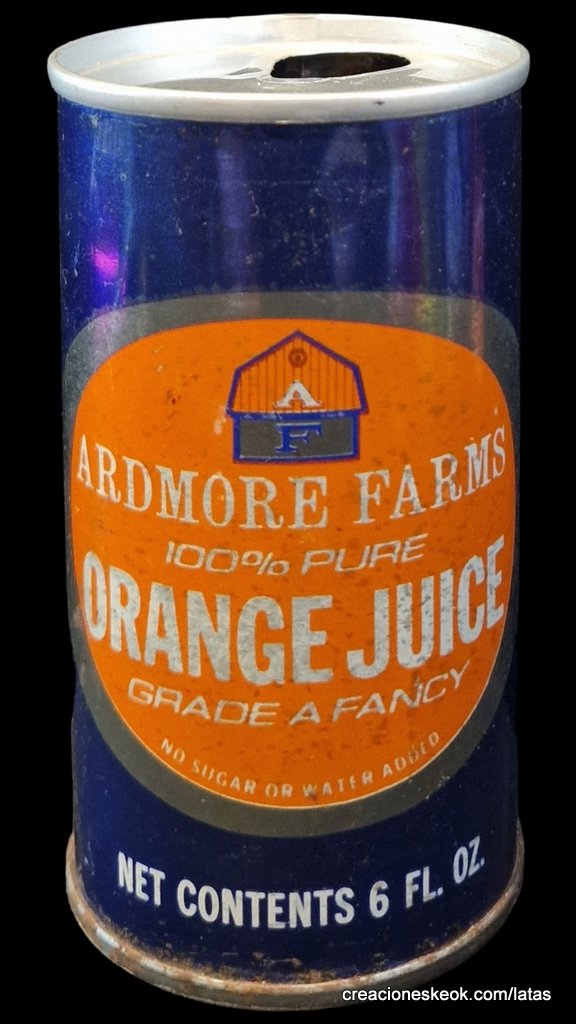 A
F
ARDMORE FARMS
100% PURE
ORANGE JUICE
GRADE A FANCY
NO SUGAR OR WATER ADDED
NET CONTENTS 6 FL. OZ.
creacioneskeok.com/latas